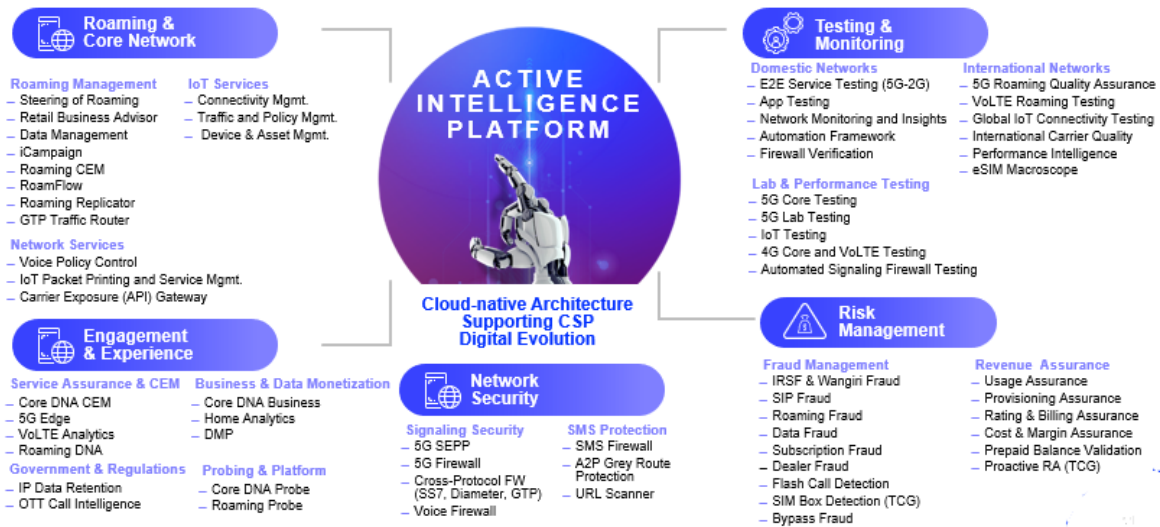 Roaming &
Core Network
Roaming Management
– Steering of Roaming
– Retail Business Advisor
– Data Management
– iCampaign
– Roaming CEM
– RoamFlow
– Roaming Replicator
– GTP Traffic Router
IoT Services
– Connectivity Mgmt.
– Traffic and Policy Mgmt.
– Device & Asset Mgmt.
Network Services
– Voice Policy Control
– IoT Packet Printing and Service Mgmt.
– Carrier Exposure (API) Gateway
ACTIVE
INTELLIGENCE
PLATFORM
Cloud-native Architecture
Supporting CSP
Digital Evolution
Testing &
Monitoring
Domestic Networks
– E2E Service Testing (5G-2G)
– App Testing
– Network Monitoring and Insights
– Automation Framework
– Firewall Verification
International Networks
– 5G Roaming Quality Assurance
– VoLTE Roaming Testing
– Global IoT Connectivity Testing
– International Carrier Quality
– Performance Intelligence
– eSIM Macroscope
Lab & Performance Testing
– 5G Core Testing
– 5G Lab Testing
– IoT Testing
– 4G Core and VoLTE Testing
– Automated Signaling Firewall Testing
Engagement
& Experience
Service Assurance & CEM
– Core DNA CEM
– 5G Edge
– VoLTE Analytics
– Roaming DNA
Business & Data Monetization
– Core DNA Business
– Home Analytics
– DMP
Government & Regulations
– IP Data Retention
– OTT Call Intelligence
Probing & Platform
– Core DNA Probe
– Roaming Probe
Network
Security
Signaling Security
– 5G SEPP
– 5G Firewall
– Cross-Protocol FW
(SS7, Diameter, GTP)
– Voice Firewall
SMS Protection
– SMS Firewall
– A2P Grey Route
Protection
– URL Scanner
Risk
Management
Fraud Management
– IRSF & Wangiri Fraud
– SIP Fraud
– Roaming Fraud
– Data Fraud
– Subscription Fraud
– Dealer Fraud
– Flash Call Detection
– SIM Box Detection (TCG)
– Bypass Fraud
Revenue Assurance
– Usage Assurance
– Provisioning Assurance
– Rating & Billing Assurance
– Cost & Margin Assurance
– Prepaid Balance Validation
– Proactive RA (TCG)